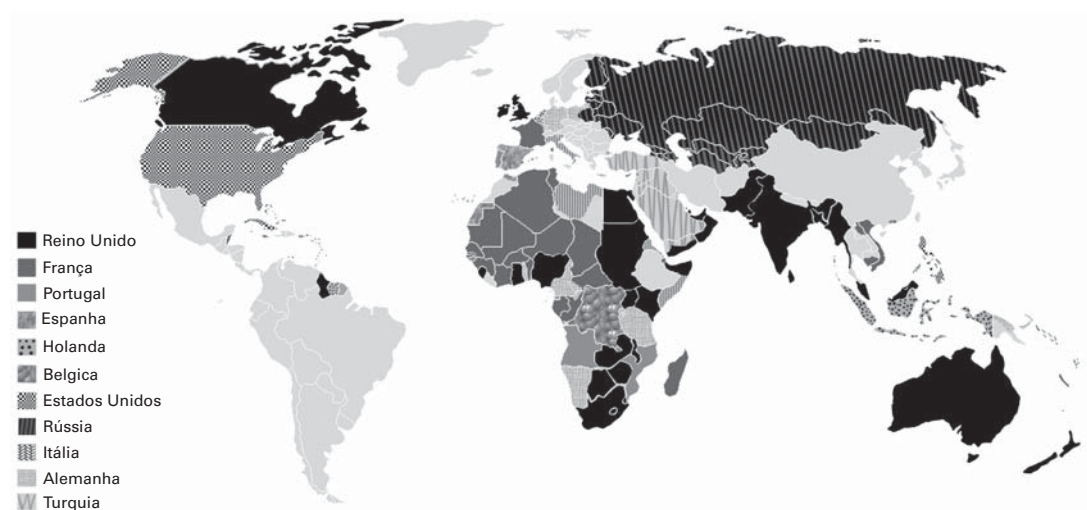 Reino Unido
França
Portugal
Espanha
Holanda
Belgica
Estados Unidos
Rússia
Itália
Alemanha
Turquia